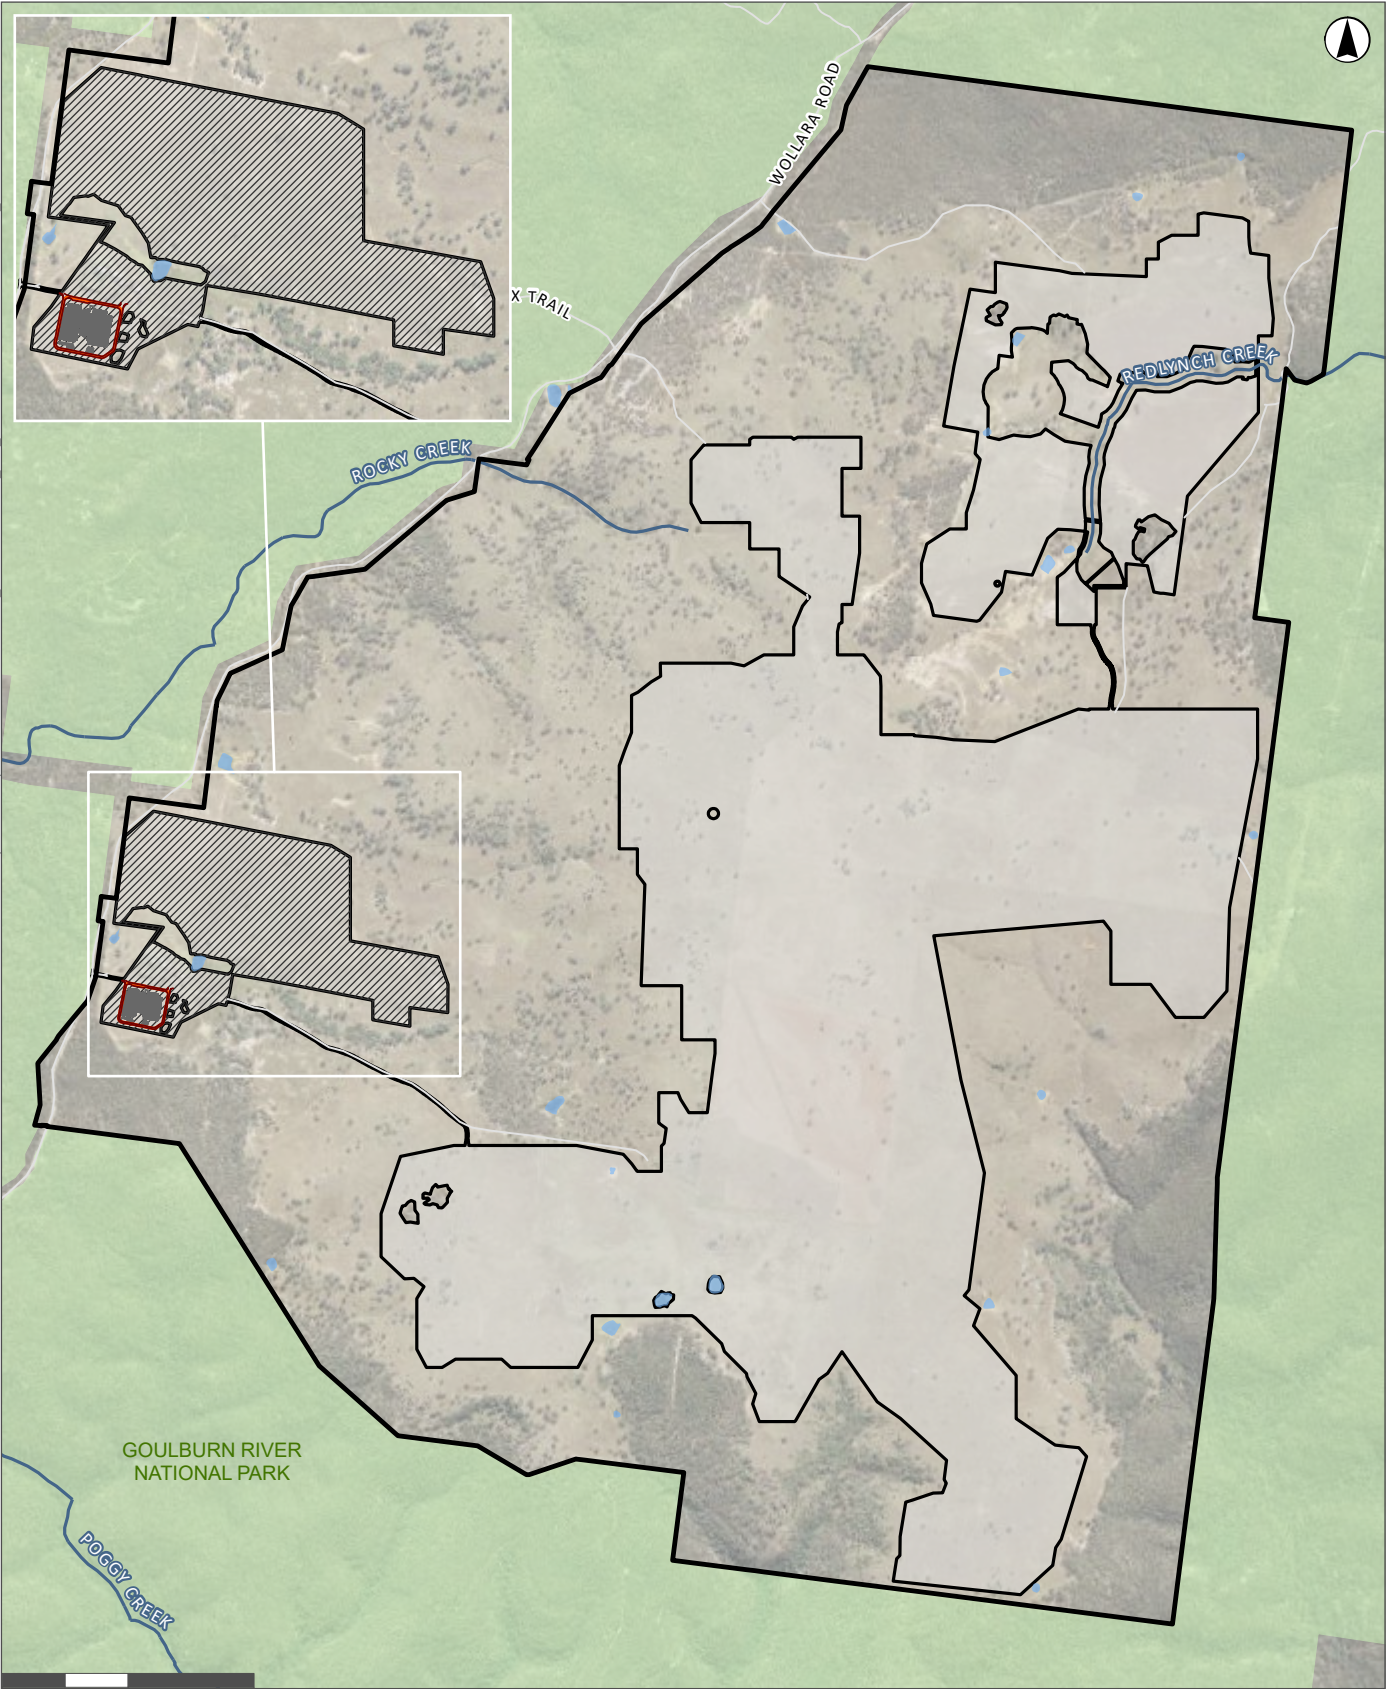 WOLLARA ROAD
X TRAIL
REDLYNCH CREEK
ROCKY CREEK
GOULBURN RIVER
NATIONAL PARK
POGGY CREEK